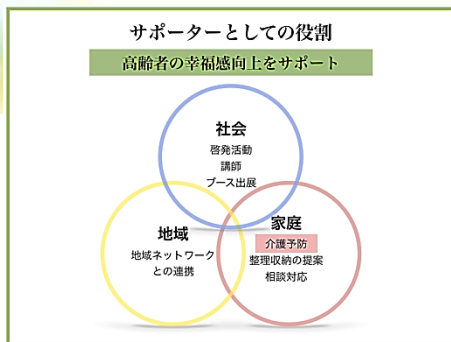 サポーターとしての役割
高齢者の幸福感向上をサポート
社会
啓発活動
講師
ブース出展
地域
地域ネットワーク
との連携
家庭
介護予防
整理収納の提案
相談対応